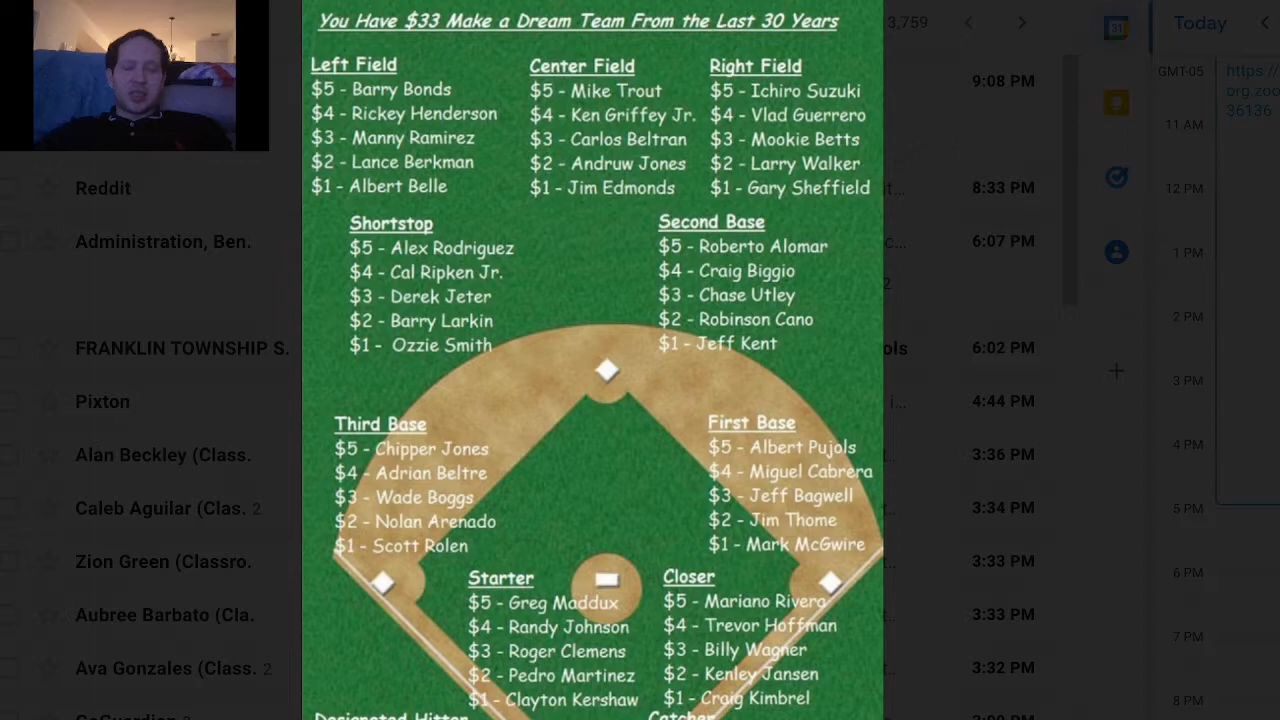 You Have $33 Make a Dream Team From the Last 30 Years
Left Field
$5 - Barry Bonds
$4 - Rickey Henderson
$3 - Manny Ramirez
$2 - Lance Berkman
$1 - Albert Belle
Center Field
$5 - Mike Trout
$4 - Ken Griffey Jr.
$3 - Carlos Beltran
$2 - Andruw Jones
$1 - Jim Edmonds
Right Field
$5 - Ichiro Suzuki
$4 - Vlad Guerrero
$3 - Mookie Betts
$2 - Larry Walker
$1 - Gary Sheffield
Shortstop
$5 - Alex Rodriguez
$4 - Cal Ripken Jr.
$3 - Derek Jeter
$2 - Barry Larkin
$1 - Ozzie Smith
Second Base
$5 - Roberto Alomar
$4 - Craig Biggio
$3 - Chase Utley
$2 - Robinson Cano
$1 - Jeff Kent
Third Base
$5 - Chipper Jones
$4 - Adrian Beltre
$3 - Wade Boggs
$2 - Nolan Arenado
$1 - Scott Rolen
First Base
$5 - Albert Pujols
$4 - Miguel Cabrera
$3 - Jeff Bagwell
$2 - Jim Thome
$1 - Mark McGwire
Starter
$5 - Greg Maddux
$4 - Randy Johnson
$3 - Roger Clemens
$2 - Pedro Martinez
$1 - Clayton Kershaw
Closer
$5 - Mariano Rivera
$4 - Trevor Hoffman
$3 - Billy Wagner
$2 - Kenley Jansen
$1 - Craig Kimbrel
Designated Hitter
Catcher
Reddit
Administration, Ben.
FRANKLIN TOWNSHIP S.
Pixton
Alan Beckley (Class.
Caleb Aguilar (Clas. 2
Zion Green (Classro.
Aubree Barbato (Cla.
Ava Gonzales (Class. 2
3,759
9:08 PM
8:33 PM
c... 6:07 PM
2
ols 6:02 PM
4:44 PM
3:36 PM
3:34 PM
3:33 PM
3:33 PM
3:32 PM
31
Today
GMT-05
https://
org.zoo
36136
11 AM
12 PM
1 PM
2 PM
3 PM
4 PM
5 PM
6 PM
7 PM
8 PM